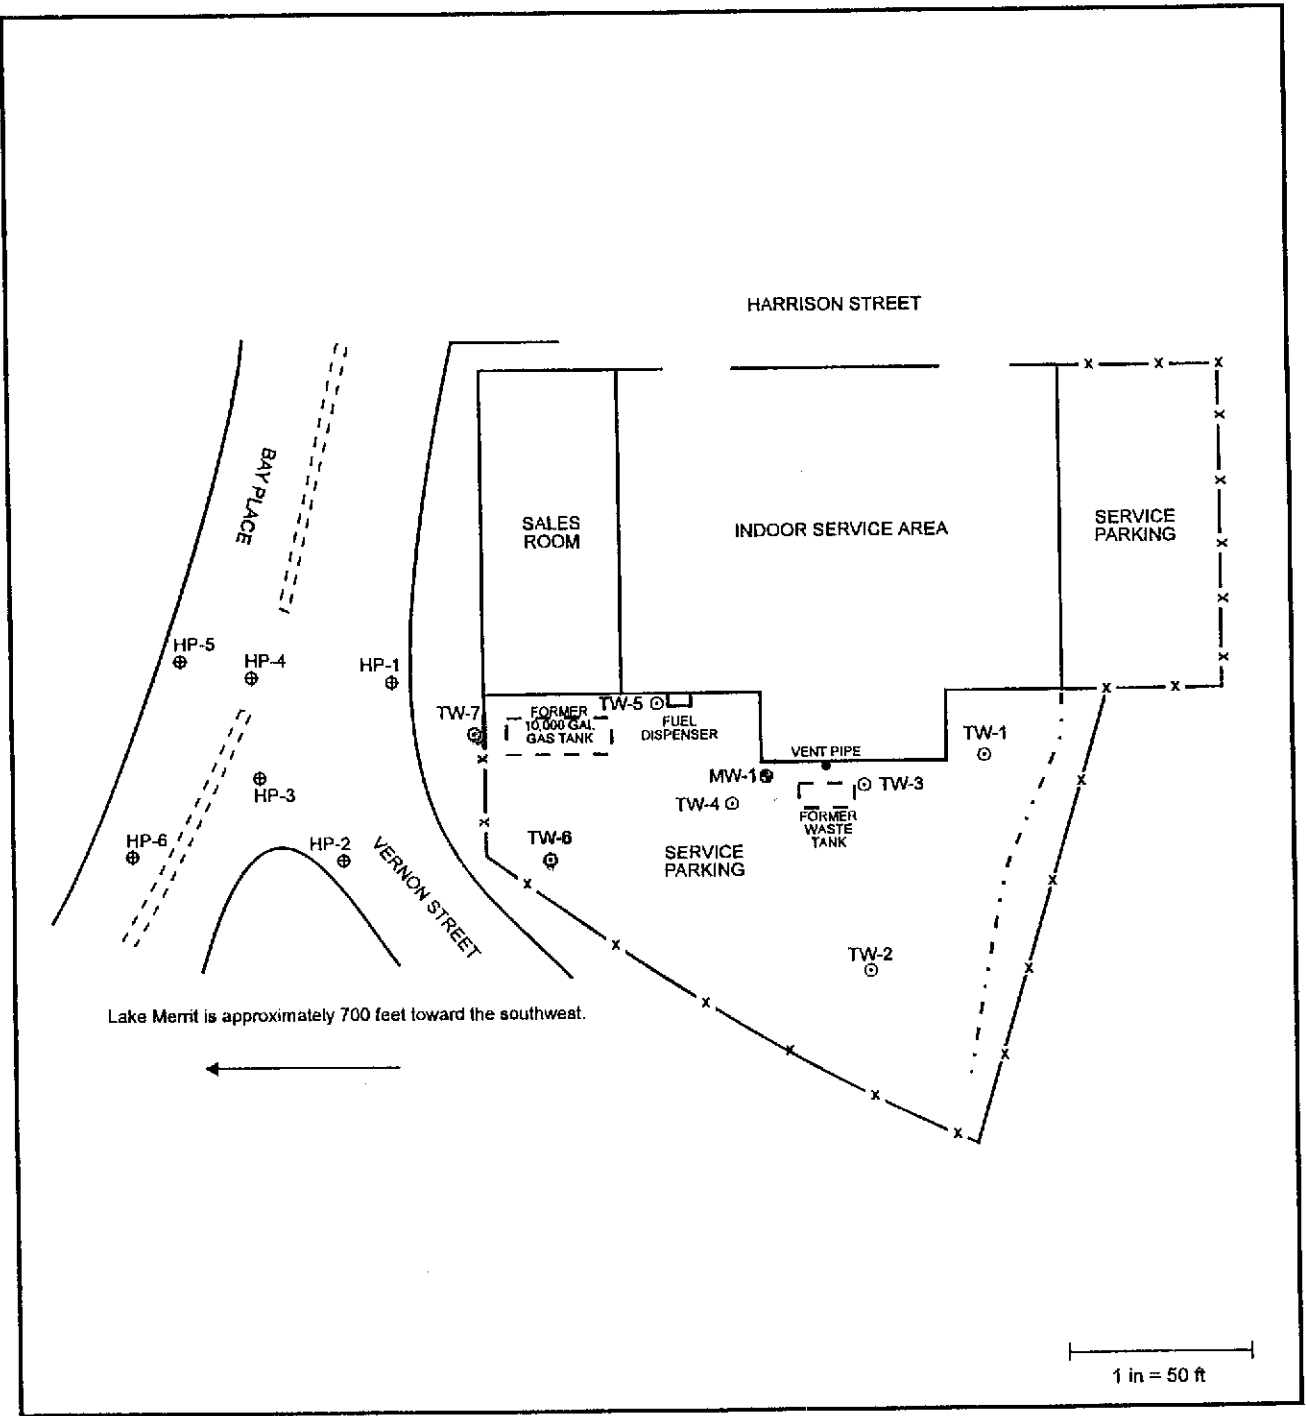 HARRISON STREET
BAY PLACE
SALES
ROOM
INDOOR SERVICE AREA
SERVICE
PARKING
HP-5
HP-4
HP-1
TW-7
FORMER
10,000 GAL.
GAS TANK
TW-5
FUEL
DISPENSER
TW-1
VENT PIPE
MW-1
TW-3
TW-4
FORMER
WASTE
TANK
HP-3
HP-6
HP-2
VERNON STREET
TW-6
SERVICE
PARKING
TW-2
Lake Merrit is approximately 700 feet toward the southwest.
1 in = 50 ft